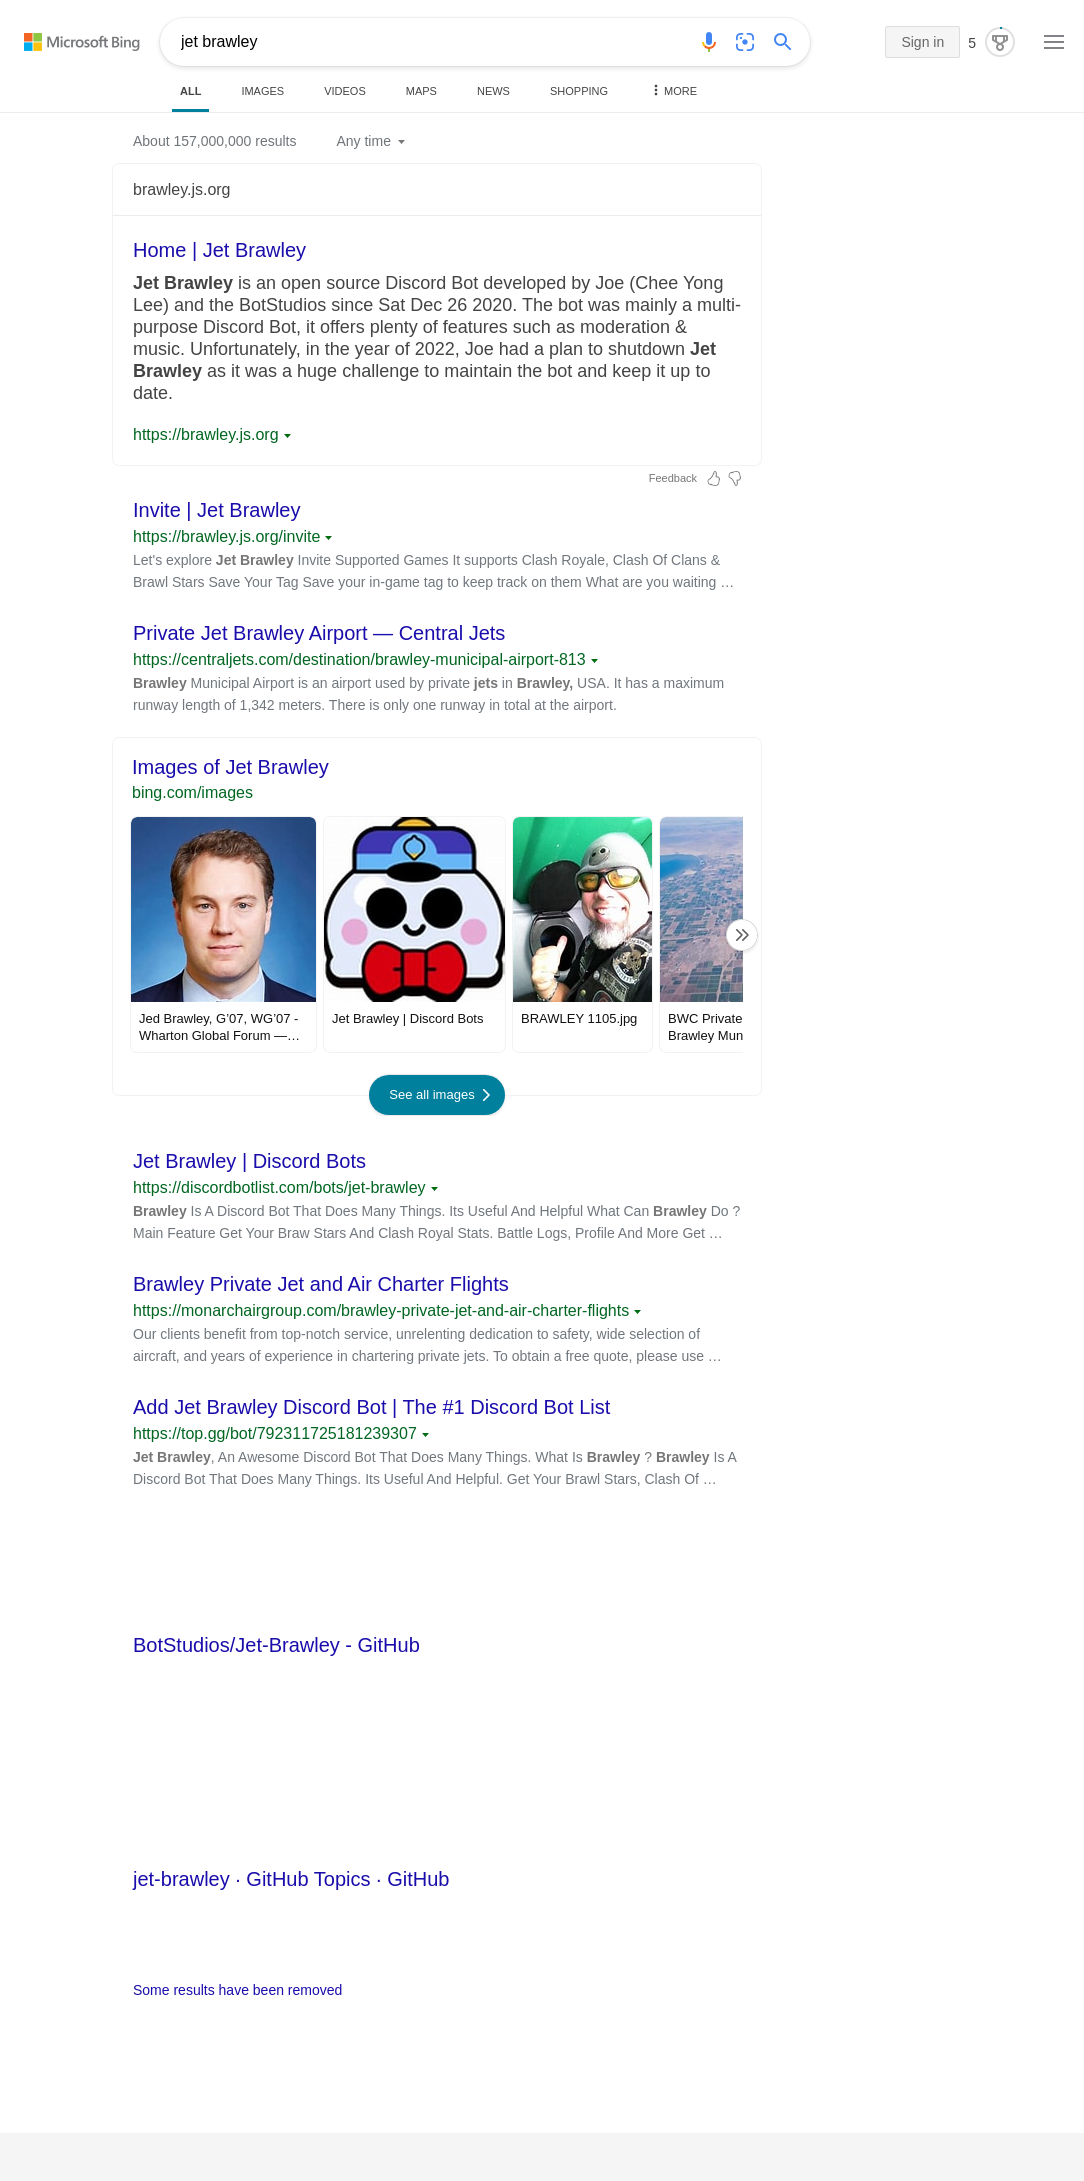 Microsoft Bing
jet brawley
Sign in
5
ALL
IMAGES
VIDEOS
MAPS
NEWS
SHOPPING
MORE
About 157,000,000 results
Any time
brawley.js.org
Home | Jet Brawley
Jet Brawley is an open source Discord Bot developed by Joe (Chee Yong
Lee) and the BotStudios since Sat Dec 26 2020. The bot was mainly a multi-
purpose Discord Bot, it offers plenty of features such as moderation &
music. Unfortunately, in the year of 2022, Joe had a plan to shutdown Jet
Brawley as it was a huge challenge to maintain the bot and keep it up to
date.
https://brawley.js.org
Feedback
Invite | Jet Brawley
https://brawley.js.org/invite
Let's explore Jet Brawley Invite Supported Games It supports Clash Royale, Clash Of Clans &
Brawl Stars Save Your Tag Save your in-game tag to keep track on them What are you waiting …
Private Jet Brawley Airport — Central Jets
https://centraljets.com/destination/brawley-municipal-airport-813
Brawley Municipal Airport is an airport used by private jets in Brawley, USA. It has a maximum
runway length of 1,342 meters. There is only one runway in total at the airport.
Images of Jet Brawley
bing.com/images
Jed Brawley, G’07, WG’07 -
Wharton Global Forum —…
Jet Brawley | Discord Bots
BRAWLEY 1105.jpg
BWC Private
Brawley Mun
See all images
Jet Brawley | Discord Bots
https://discordbotlist.com/bots/jet-brawley
Brawley Is A Discord Bot That Does Many Things. Its Useful And Helpful What Can Brawley Do ?
Main Feature Get Your Braw Stars And Clash Royal Stats. Battle Logs, Profile And More Get …
Brawley Private Jet and Air Charter Flights
https://monarchairgroup.com/brawley-private-jet-and-air-charter-flights
Our clients benefit from top-notch service, unrelenting dedication to safety, wide selection of
aircraft, and years of experience in chartering private jets. To obtain a free quote, please use …
Add Jet Brawley Discord Bot | The #1 Discord Bot List
https://top.gg/bot/792311725181239307
Jet Brawley, An Awesome Discord Bot That Does Many Things. What Is Brawley ? Brawley Is A
Discord Bot That Does Many Things. Its Useful And Helpful. Get Your Brawl Stars, Clash Of …
BotStudios/Jet-Brawley - GitHub
jet-brawley · GitHub Topics · GitHub
Some results have been removed